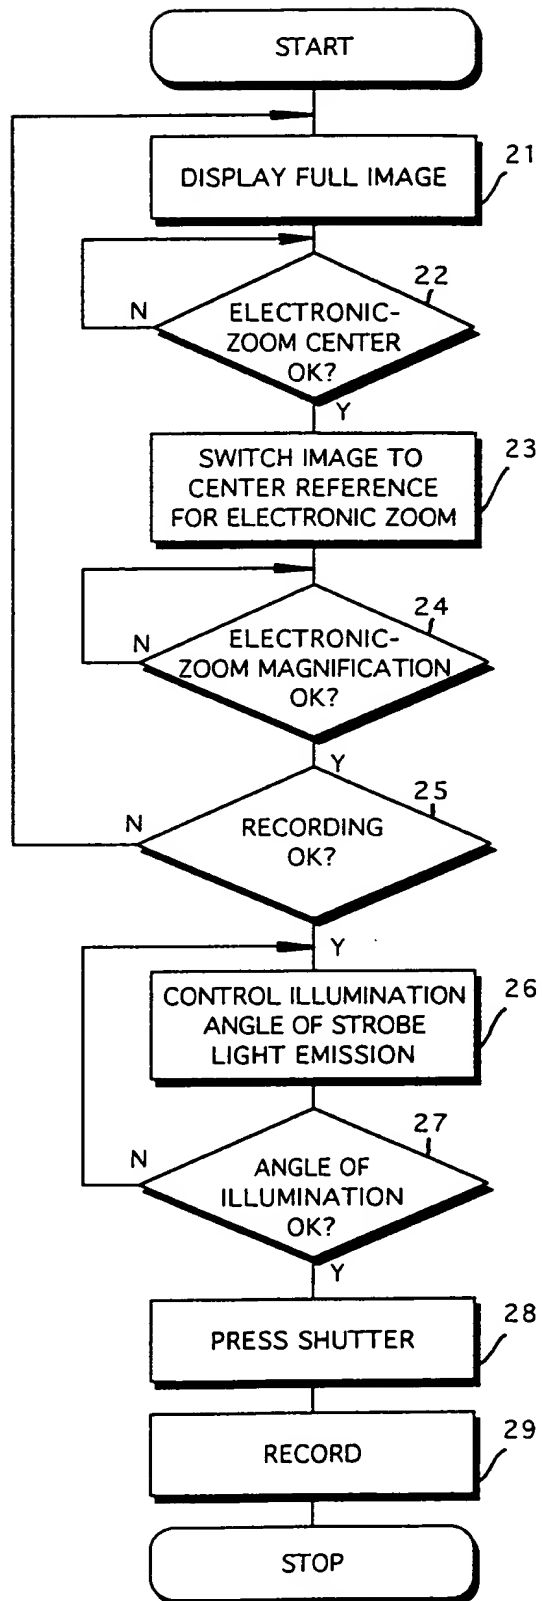 START
DISPLAY FULL IMAGE
21
22
N
ELECTRONIC-
ZOOM CENTER
OK?
Y
SWITCH IMAGE TO
CENTER REFERENCE
FOR ELECTRONIC ZOOM
23
24
N
ELECTRONIC-
ZOOM MAGNIFICATION
OK?
Y
25
N
RECORDING
OK?
Y
CONTROL ILLUMINATION
ANGLE OF STROBE
LIGHT EMISSION
26
27
N
ANGLE OF
ILLUMINATION
OK?
Y
PRESS SHUTTER
28
RECORD
29
STOP